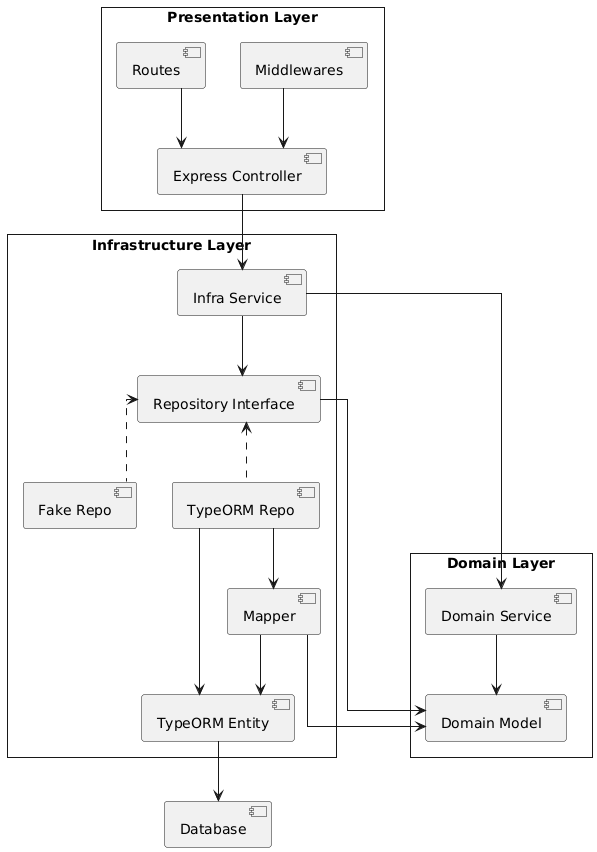 Presentation Layer
Routes
Middlewares
Express Controller
Infrastructure Layer
Infra Service
Repository Interface
Fake Repo
TypeORM Repo
Domain Layer
Mapper
Domain Service
TypeORM Entity
Domain Model
Database